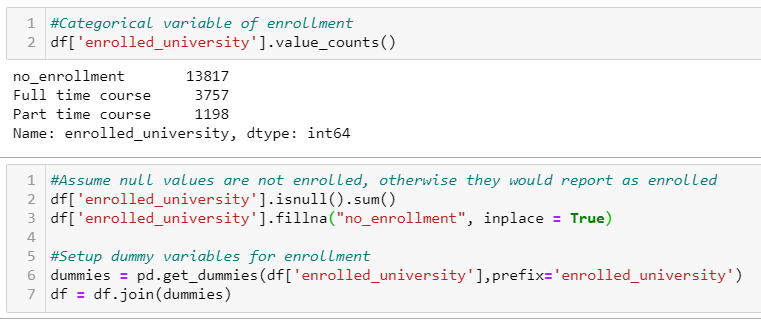 1 #Categorical variable of enrollment
2 df['enrolled_university'].value_counts()
no_enrollment 13817
Full time course 3757
Part time course 1198
Name: enrolled_university, dtype: int64
1 #Assume null values are not enrolled, otherwise they would report as enrolled
2 df['enrolled_university'].isnull().sum()
3 df['enrolled_university'].fillna("no_enrollment", inplace = True)
4
5 #Setup dummy variables for enrollment
6 dummies = pd.get_dummies(df['enrolled_university'],prefix='enrolled_university')
7 df = df.join(dummies)